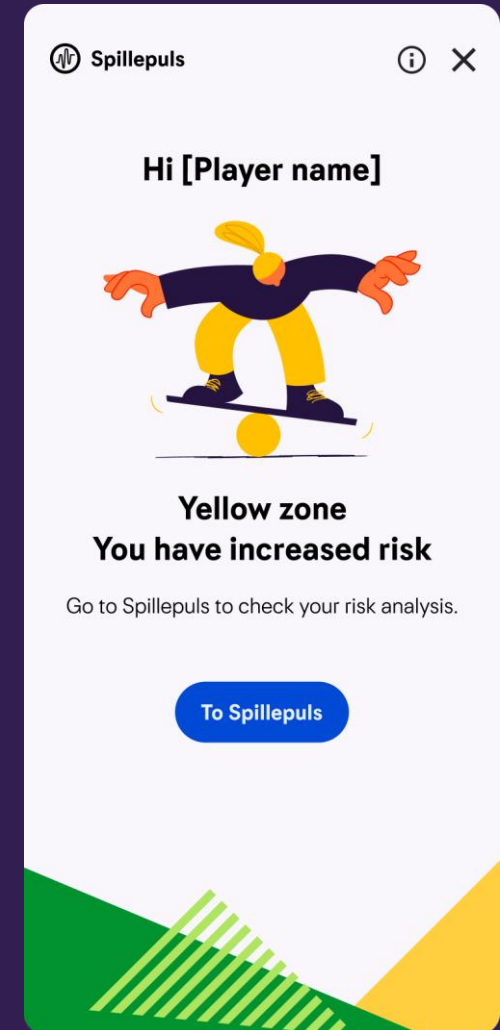 Spillepuls
Hi [Player name]
Yellow zone
You have increased risk
Go to Spillepuls to check your risk analysis.
To Spillepuls